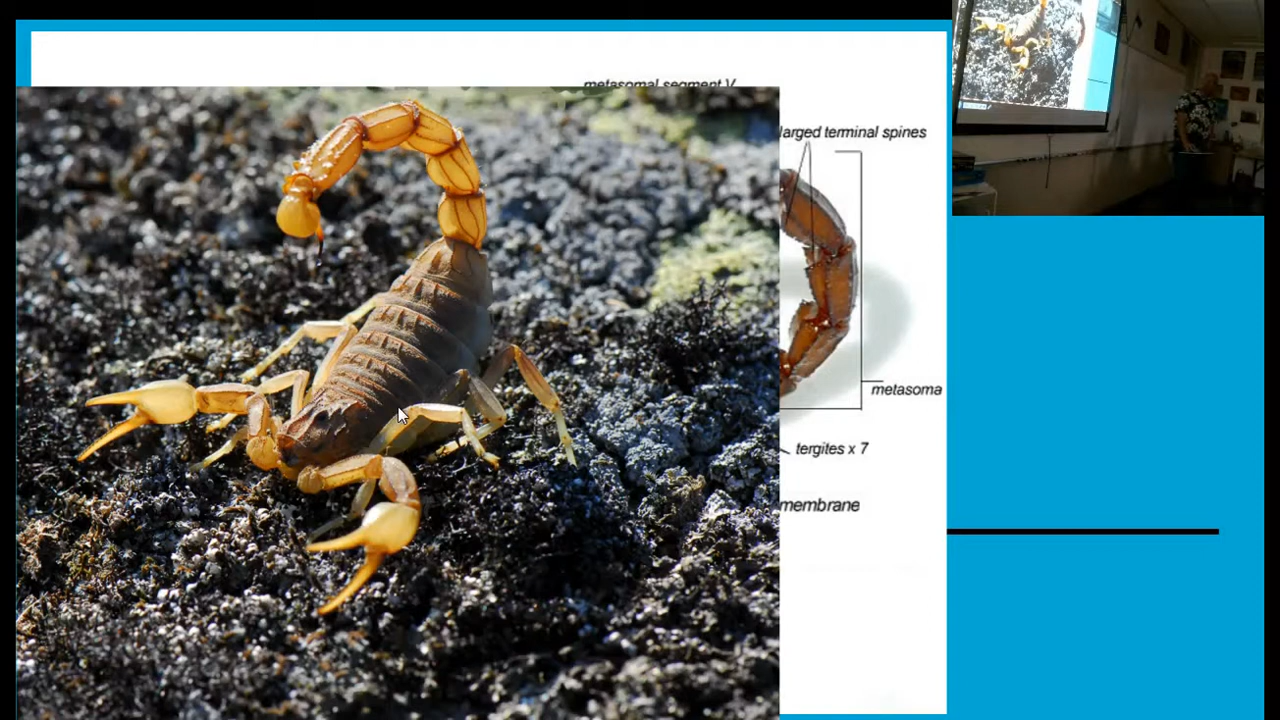 metasomal segment V
larged terminal spines
metasoma
tergites x 7
membrane